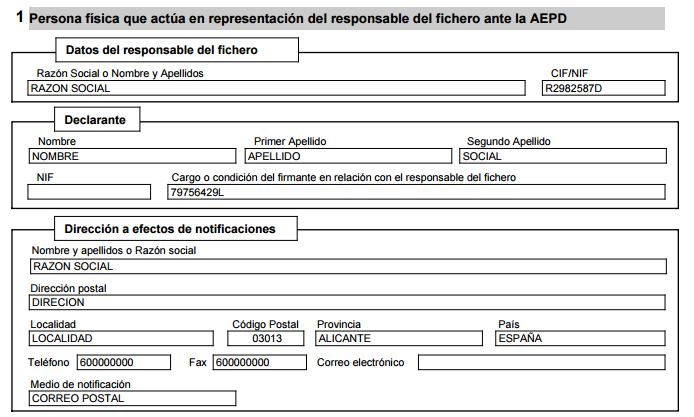 1 Persona física que actúa en representación del responsable del fichero ante la AEPD
Datos del responsable del fichero
Razón Social o Nombre y Apellidos CIF/NIF
RAZON SOCIAL R2982587D
Declarante
Nombre Primer Apellido Segundo Apellido
NOMBRE APELLIDO SOCIAL
NIF Cargo o condición del firmante en relación con el responsable del fichero
79756429L
Dirección a efectos de notificaciones
Nombre y apellidos o Razón social
RAZON SOCIAL
Dirección postal
DIRECION
Localidad Código Postal Provincia País
LOCALIDAD 03013 ALICANTE ESPAÑA
Teléfono 600000000 Fax 600000000 Correo electrónico
Medio de notificación
CORREO POSTAL